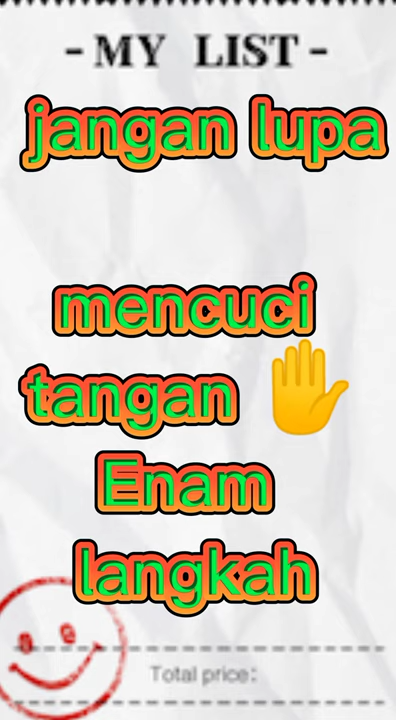 - MY LIST -
jangan lupa
mencuci
tangan ✋
Enam
langkah
Total price: